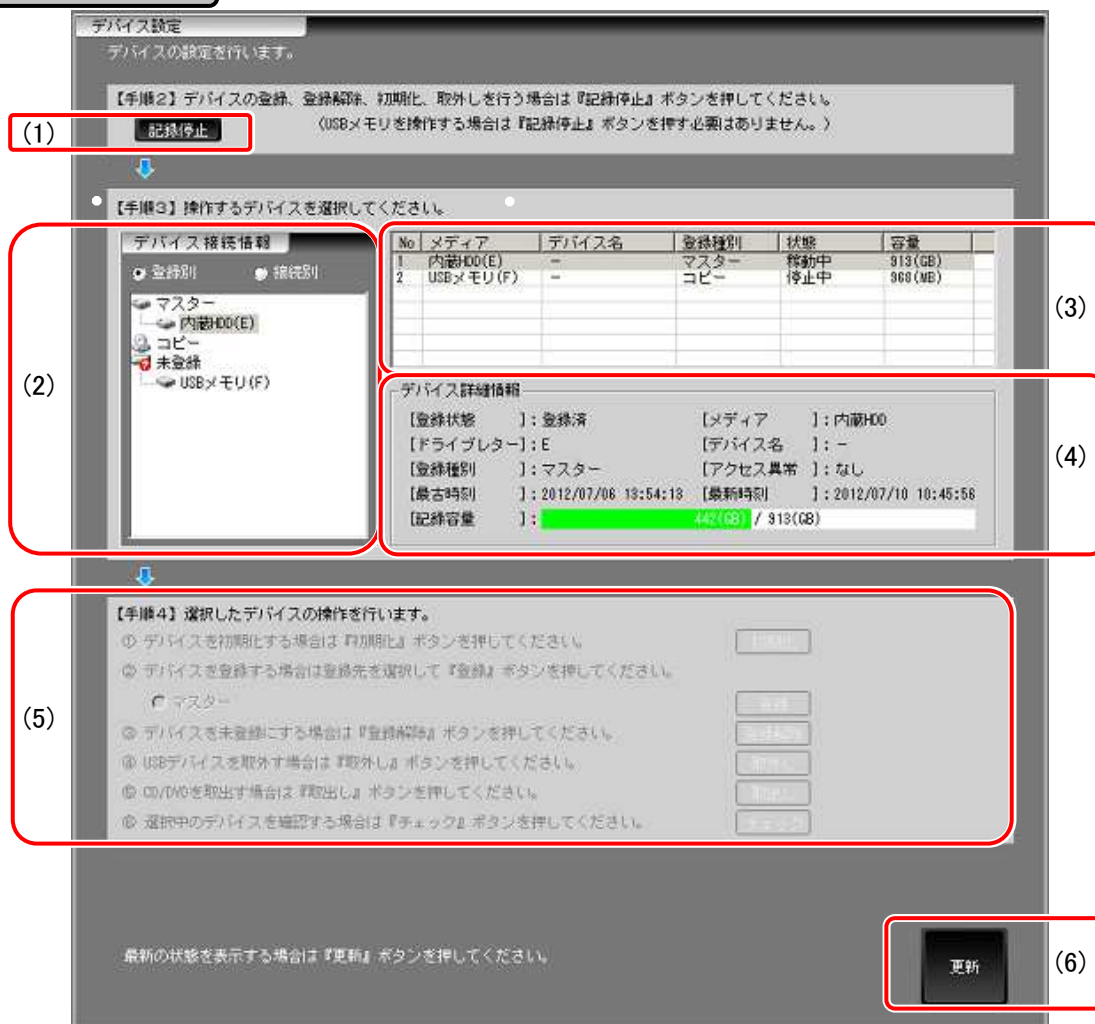 デバイス設定
デバイスの設定を行います。
【手順2】デバイスの登録、登録解除、初期化、取外しを行う場合は『記録停止』ボタンを押してください。
(1)
記録停止
(USBメモリを操作する場合は『記録停止』ボタンを押す必要はありません。)
【手順3】操作するデバイスを選択してください。
(2)
デバイス接続情報
登録別 接続別
マスター
内蔵HDD(E)
コピー
未登録
USBメモリ(F)
No メディア デバイス名 登録種別 状態 容量
1 内蔵HDD(E) － マスター 稼動中 913(GB)
2 USBメモリ(F) － コピー 停止中 968(MB)
(3)
デバイス詳細情報
[登録状態 ]：登録済 [メディア ]：内蔵HDD
[ドライブレター]：E [デバイス名 ]：－
[登録種別 ]：マスター [アクセス異常 ]：なし
[最古時刻 ]：2012/07/06 13:54:13 [最新時刻 ]：2012/07/10 10:45:56
[記録容量 ]： 442(GB) / 913(GB)
(4)
【手順4】選択したデバイスの操作を行います。
① デバイスを初期化する場合は『初期化』ボタンを押してください。
② デバイスを登録する場合は登録先を選択して『登録』ボタンを押してください。
マスター
③ デバイスを未登録にする場合は『登録解除』ボタンを押してください。
④ USBデバイスを取外す場合は『取外し』ボタンを押してください。
⑤ CD/DVDを取出す場合は『取出し』ボタンを押してください。
⑥ 選択中のデバイスを確認する場合は『チェック』ボタンを押してください。
チェック
(5)
最新の状態を表示する場合は『更新』ボタンを押してください。
更新
(6)